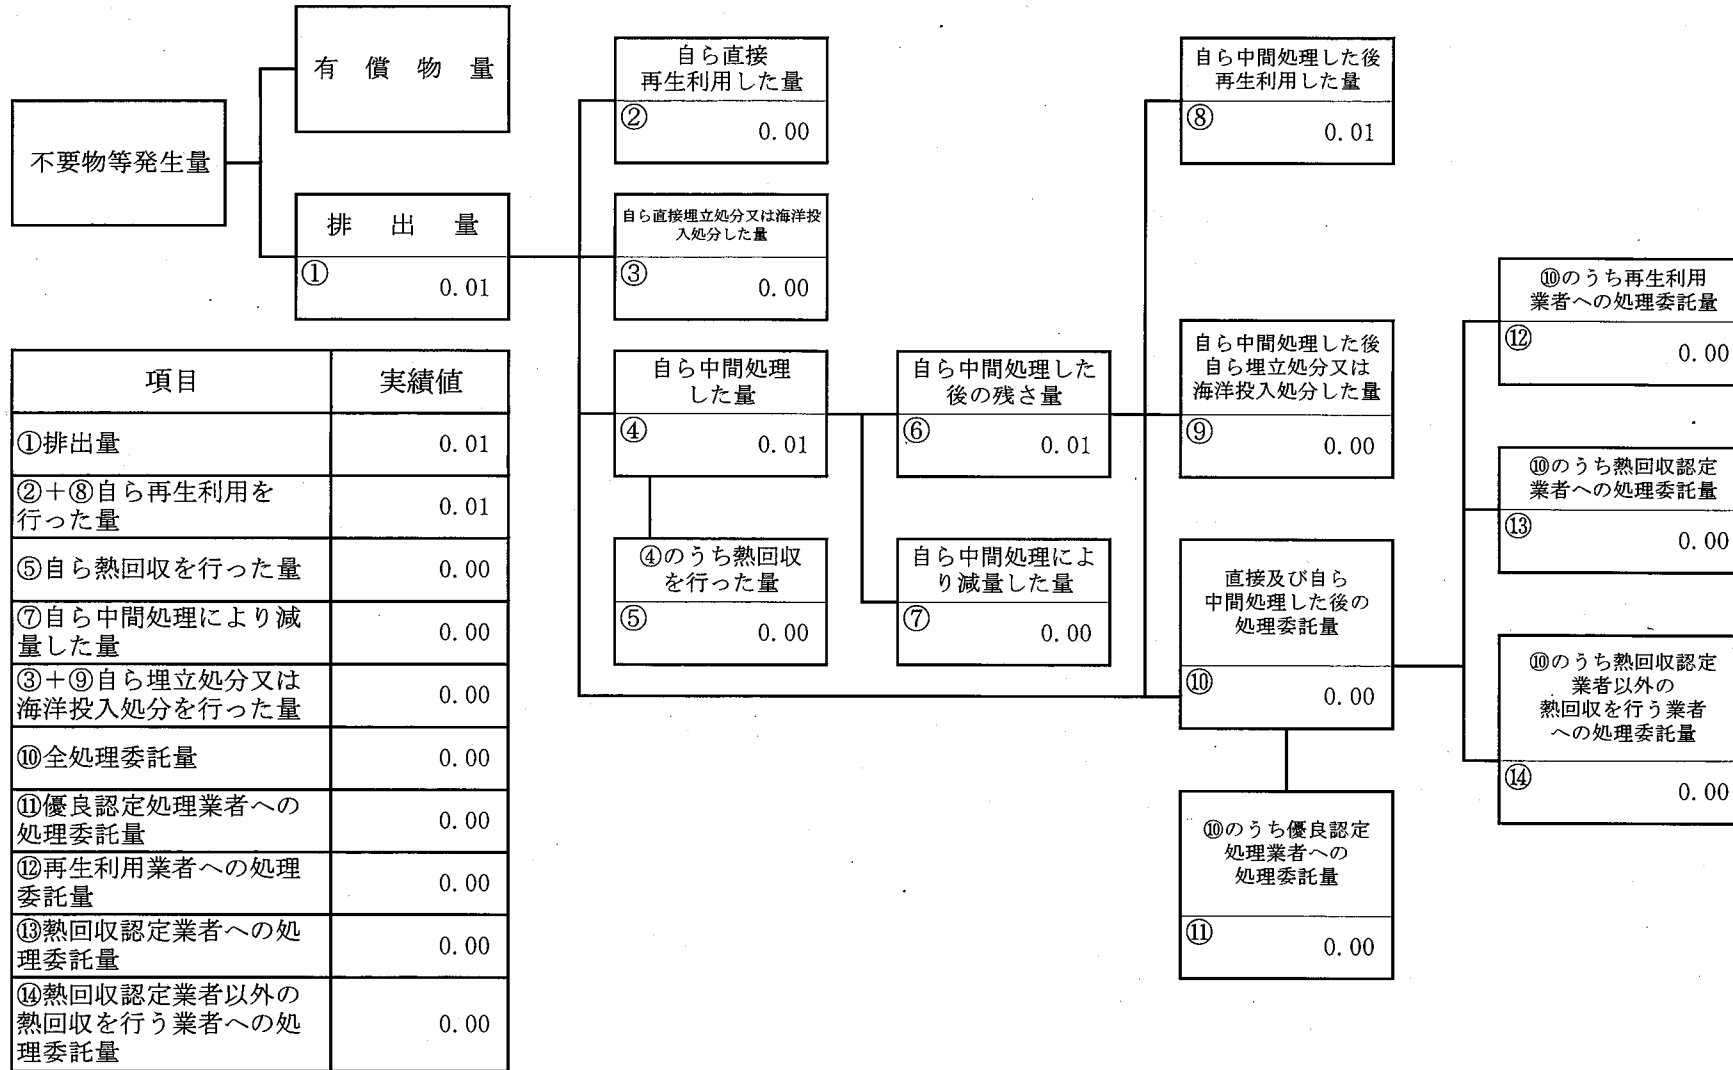 不要物等発生量
有償物量
排出量
① 0.01
自ら直接
再生利用した量
② 0.00
自ら直接埋立処分又は海洋投
入処分した量
③ 0.00
自ら中間処理
した量
④ 0.01
④のうち熱回収
を行った量
⑤ 0.00
自ら中間処理した
後の残さ量
⑥ 0.01
自ら中間処理によ
り減量した量
⑦ 0.00
自ら中間処理した後
再生利用した量
⑧ 0.01
自ら中間処理した後
自ら埋立処分又は
海洋投入処分した量
⑨ 0.00
直接及び自ら
中間処理した後の
処理委託量
⑩ 0.00
⑩のうち優良認定
処理業者への
処理委託量
⑪ 0.00
⑩のうち再生利用
業者への処理委託量
⑫ 0.00
⑩のうち熱回収認定
業者への処理委託量
⑬ 0.00
⑩のうち熱回収認定
業者以外の
熱回収を行う業者
への処理委託量
⑭ 0.00
項目 実績値
①排出量 0.01
②＋⑧自ら再生利用を
行った量 0.01
⑤自ら熱回収を行った量 0.00
⑦自ら中間処理により減
量した量 0.00
③＋⑨自ら埋立処分又は
海洋投入処分を行った量 0.00
⑩全処理委託量 0.00
⑪優良認定処理業者への
処理委託量 0.00
⑫再生利用業者への処理
委託量 0.00
⑬熱回収認定業者への処
理委託量 0.00
⑭熱回収認定業者以外の
熱回収を行う業者への処
理委託量 0.00